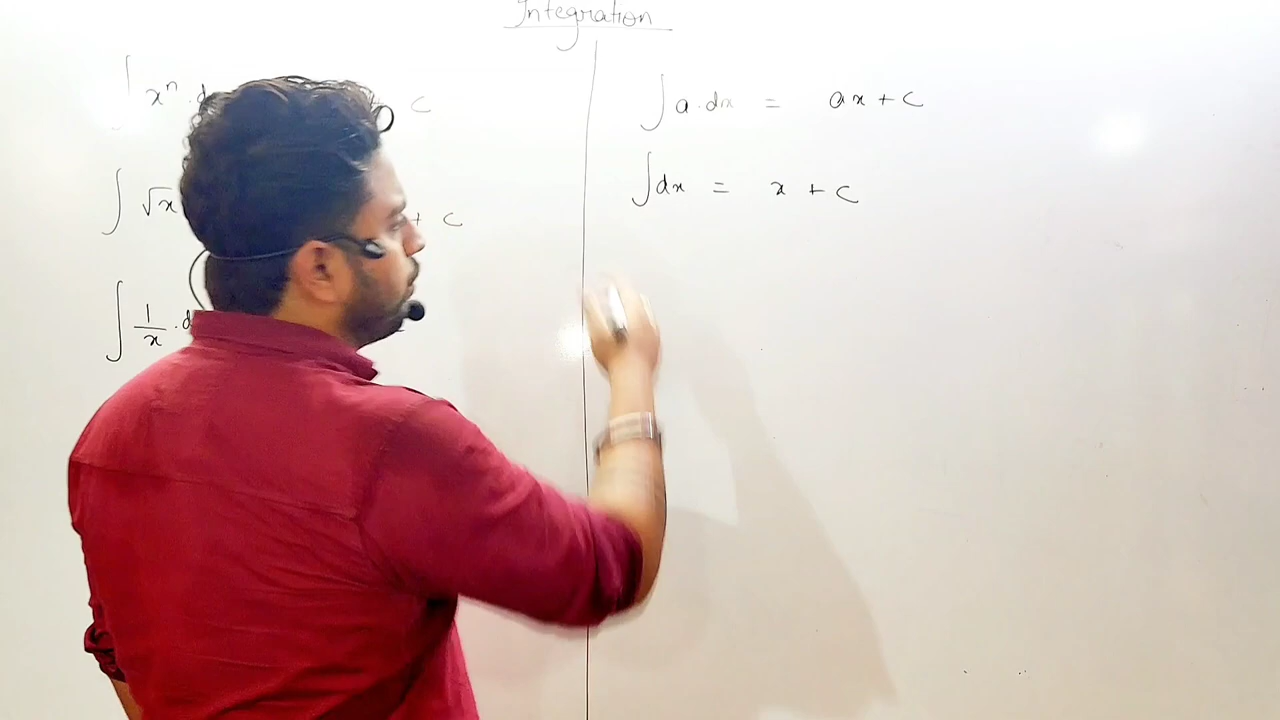 Integration
∫ xⁿ. d + c
∫ √x + c
∫ 1/x .d
∫ a.dx = ax + c
∫ dx = x + c